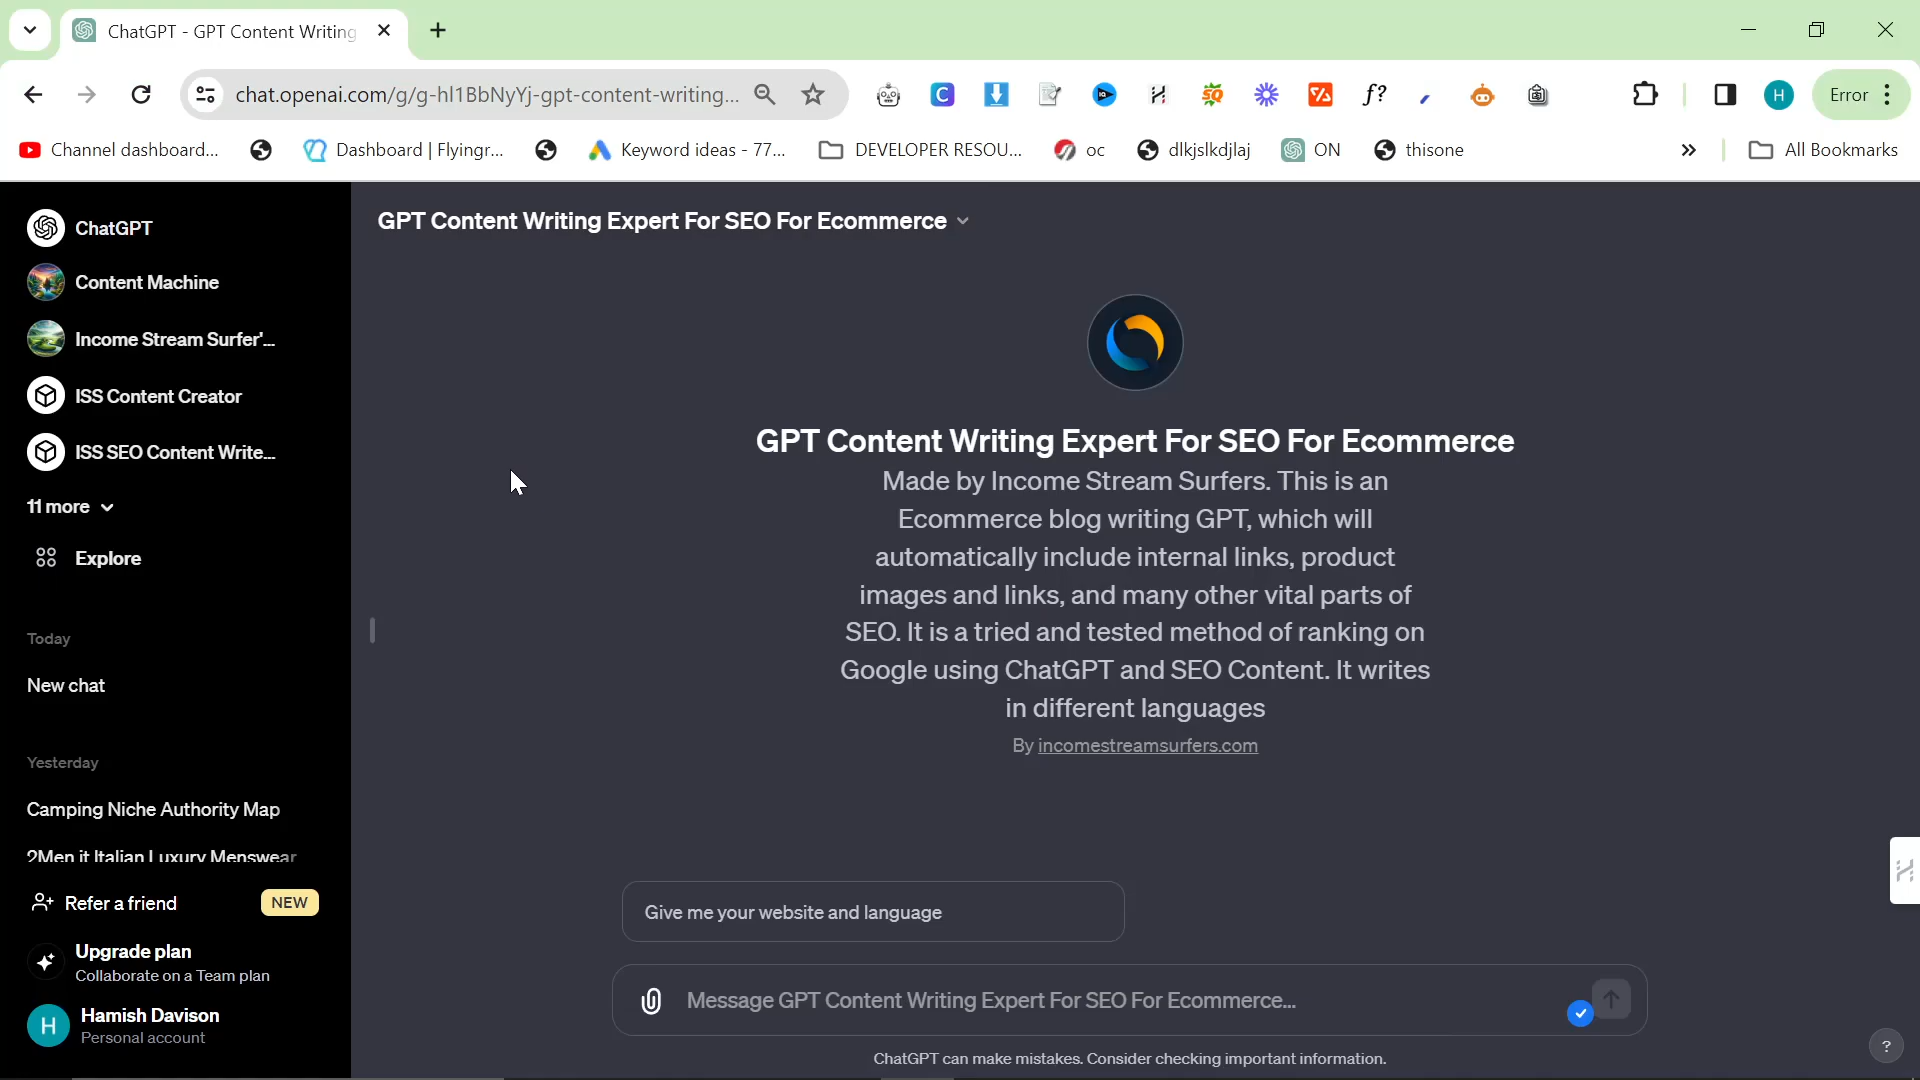 ChatGPT - GPT Content Writing
chat.openai.com/g/g-hl1BbNyYj-gpt-content-writing...
Error
Channel dashboard...
Dashboard | Flyingr...
Keyword ideas - 77...
DEVELOPER RESOU...
oc
dlkjslkdjlaj
ON
thisone
All Bookmarks
ChatGPT
Content Machine
Income Stream Surfer'...
ISS Content Creator
ISS SEO Content Write...
11 more
Explore
Today
New chat
Yesterday
Camping Niche Authority Map
2Men it Italian Luxury Menswear
Refer a friend
NEW
Upgrade plan
Collaborate on a Team plan
H
Hamish Davison
Personal account
GPT Content Writing Expert For SEO For Ecommerce
GPT Content Writing Expert For SEO For Ecommerce
Made by Income Stream Surfers. This is an
Ecommerce blog writing GPT, which will
automatically include internal links, product
images and links, and many other vital parts of
SEO. It is a tried and tested method of ranking on
Google using ChatGPT and SEO Content. It writes
in different languages
By incomestreamsurfers.com
Give me your website and language
Message GPT Content Writing Expert For SEO For Ecommerce...
ChatGPT can make mistakes. Consider checking important information.
?